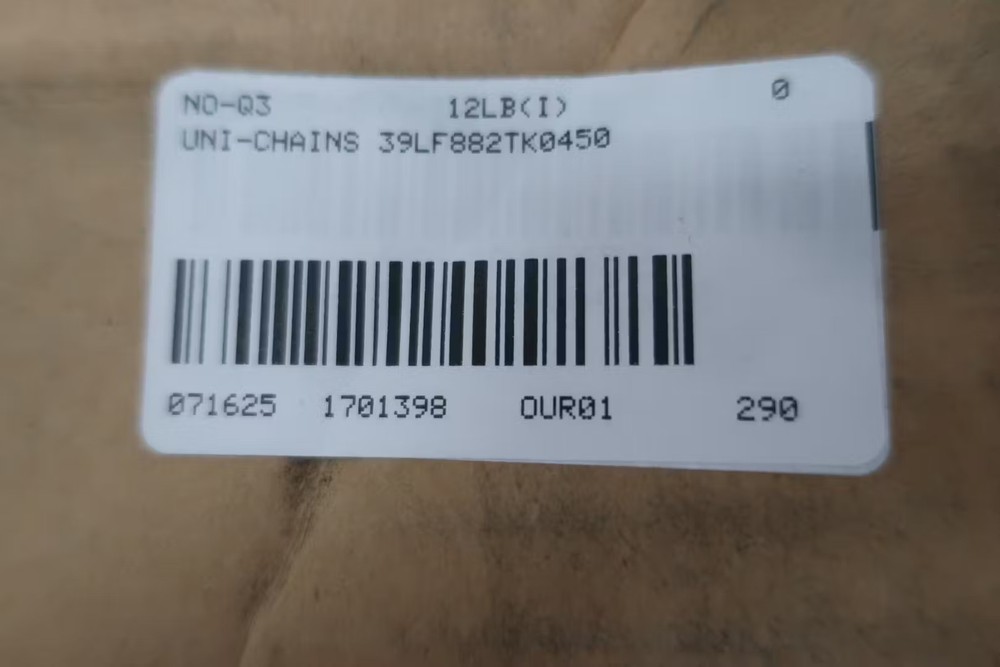 NO-Q3 12LB(I) 0
UNI-CHAINS 39LF882TK0450
071625 1701398 OUR01 290